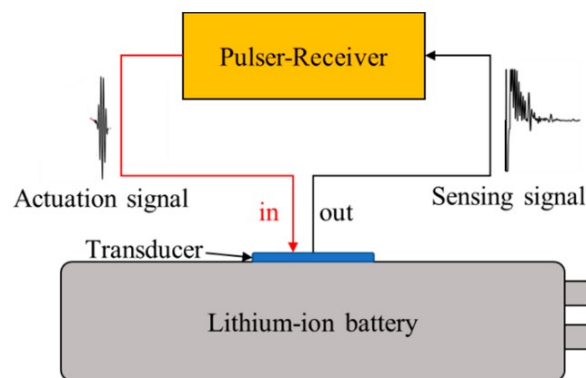 Pulser-Receiver
Actuation signal
Sensing signal
in
out
Transducer
Lithium-ion battery